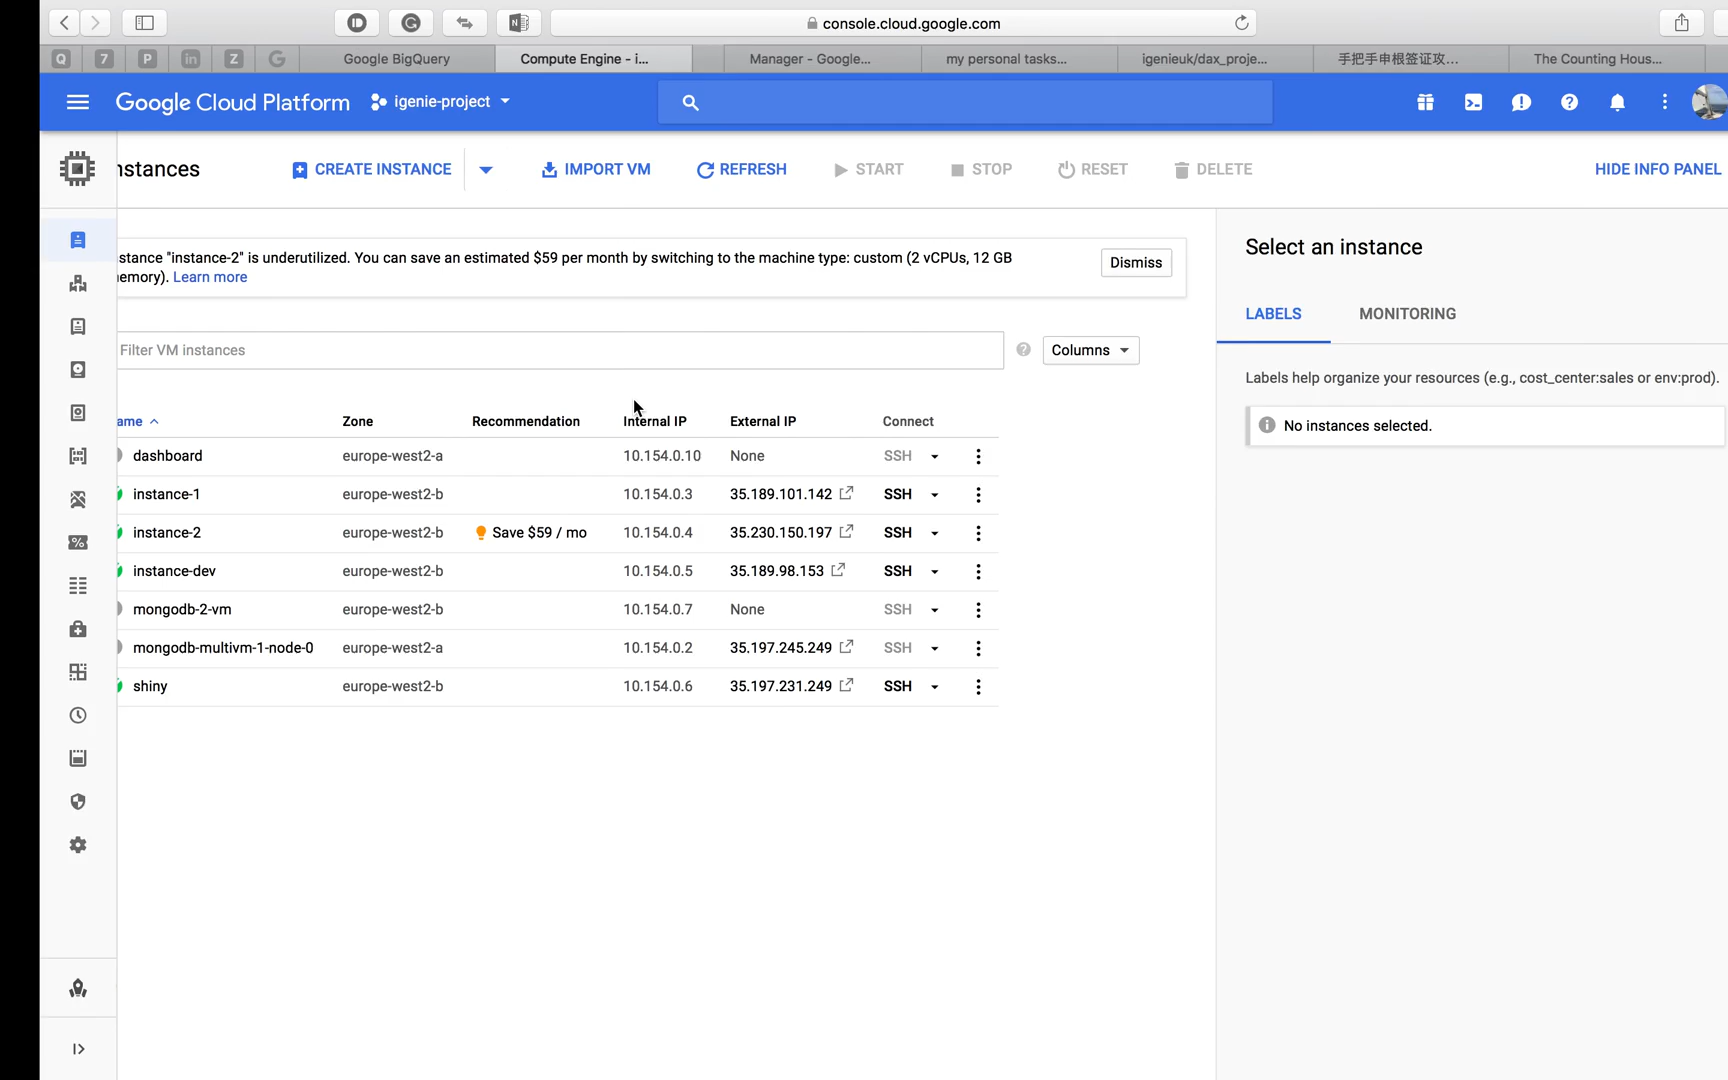 console.cloud.google.com
Q
7
P
in
Z
G
Google BigQuery
Compute Engine - i...
Manager - Google...
my personal tasks...
igenieuk/dax_proje...
手把手申根签证攻...
The Counting Hous...
Google Cloud Platform
igenie-project
nstances
CREATE INSTANCE
IMPORT VM
REFRESH
START
STOP
RESET
DELETE
HIDE INFO PANEL
stance "instance-2" is underutilized. You can save an estimated $59 per month by switching to the machine type: custom (2 vCPUs, 12 GB
emory). Learn more
Dismiss
Filter VM instances
Columns
ame Zone Recommendation Internal IP External IP Connect
dashboard europe-west2-a 10.154.0.10 None SSH
instance-1 europe-west2-b 10.154.0.3 35.189.101.142 SSH
instance-2 europe-west2-b Save $59 / mo 10.154.0.4 35.230.150.197 SSH
instance-dev europe-west2-b 10.154.0.5 35.189.98.153 SSH
mongodb-2-vm europe-west2-b 10.154.0.7 None SSH
mongodb-multivm-1-node-0 europe-west2-a 10.154.0.2 35.197.245.249 SSH
shiny europe-west2-b 10.154.0.6 35.197.231.249 SSH
Select an instance
LABELS
MONITORING
Labels help organize your resources (e.g., cost_center:sales or env:prod).
No instances selected.